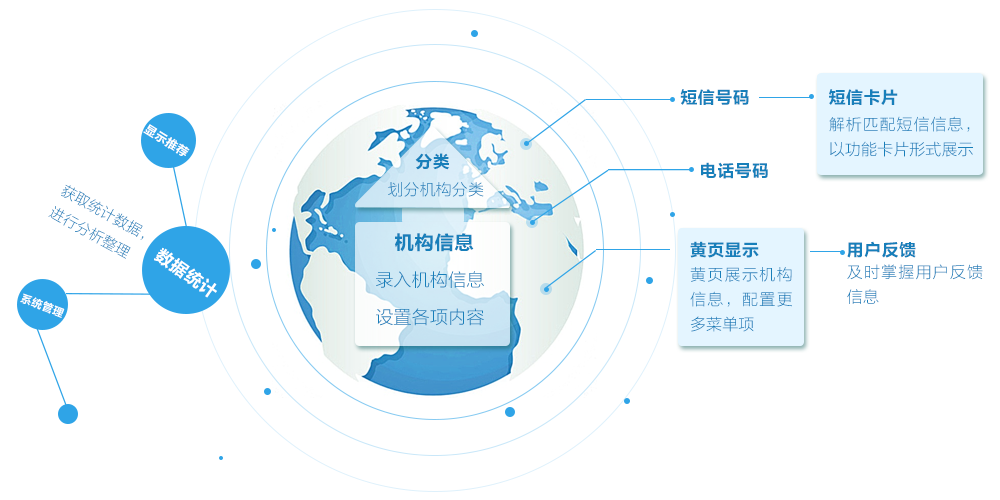 显示推荐
获取统计数据，
进行分析整理
数据统计
系统管理
分类
划分机构分类
机构信息
录入机构信息
设置各项内容
短信号码
短信卡片
解析匹配短信信息，
以功能卡片形式展示
电话号码
黄页显示
黄页展示机构
信息，配置更
多菜单项
用户反馈
及时掌握用户反馈
信息